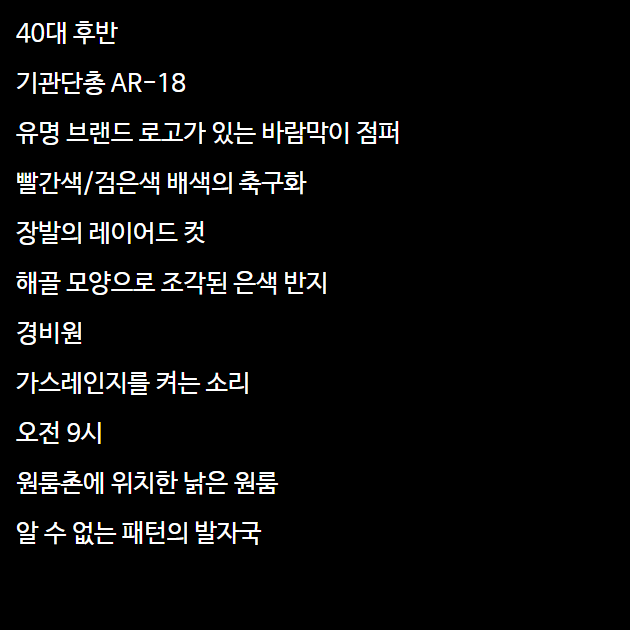 40대 후반
기관단총 AR-18
유명 브랜드 로고가 있는 바람막이 점퍼
빨간색/검은색 배색의 축구화
장발의 레이어드 컷
해골 모양으로 조각된 은색 반지
경비원
가스레인지를 켜는 소리
오전 9시
원룸촌에 위치한 낡은 원룸
알 수 없는 패턴의 발자국